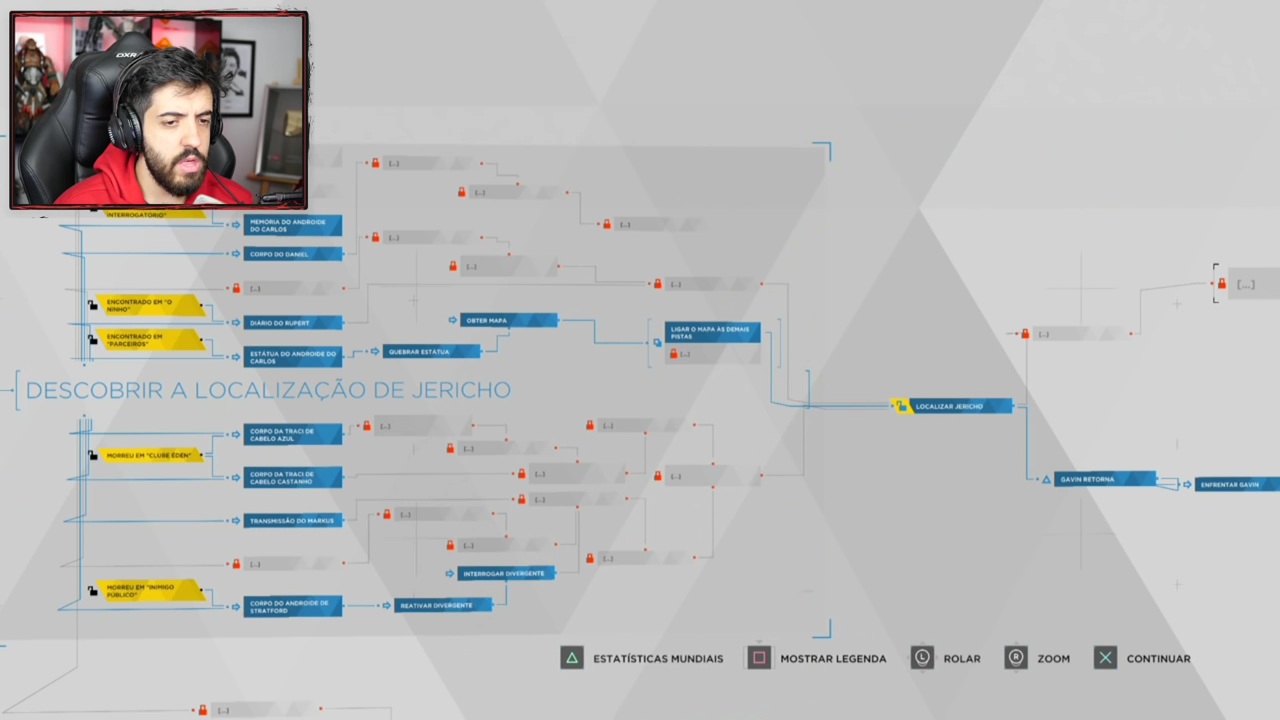 DXR
[...]
[...]
INTERROGATÓRIO"
MEMÓRIA DO ANDROIDE
DO CARLOS
[...]
[...]
CORPO DO DANIEL
[...]
[...]
[...]
[...]
ENCONTRADO EM "O
NINHO"
DIÁRIO DO RUPERT
OBTER MAPA
LIGAR O MAPA ÀS DEMAIS
PISTAS
[...]
[...]
ENCONTRADO EM
"PARCEIROS"
ESTÁTUA DO ANDROIDE DO
CARLOS
QUEBRAR ESTÁTUA
DESCOBRIR A LOCALIZAÇÃO DE JERICHO
LOCALIZAR JERICHO
CORPO DA TRACI DE
CABELO AZUL
[...]
[...]
[...]
MORREU EM "CLUBE ÉDEN"
CORPO DA TRACI DE
CABELO CASTANHO
[...]
[...]
GAVIN RETORNA
ENFRENTAR GAVIN
[...]
TRANSMISSÃO DO MARKUS
[...]
[...]
[...]
[...]
INTERROGAR DIVERGENTE
MORREU EM "INIMIGO
PÚBLICO"
CORPO DO ANDROIDE DE
STRATFORD
REATIVAR DIVERGENTE
ESTATÍSTICAS MUNDIAIS
MOSTRAR LEGENDA
L
ROLAR
R
ZOOM
CONTINUAR
[...]